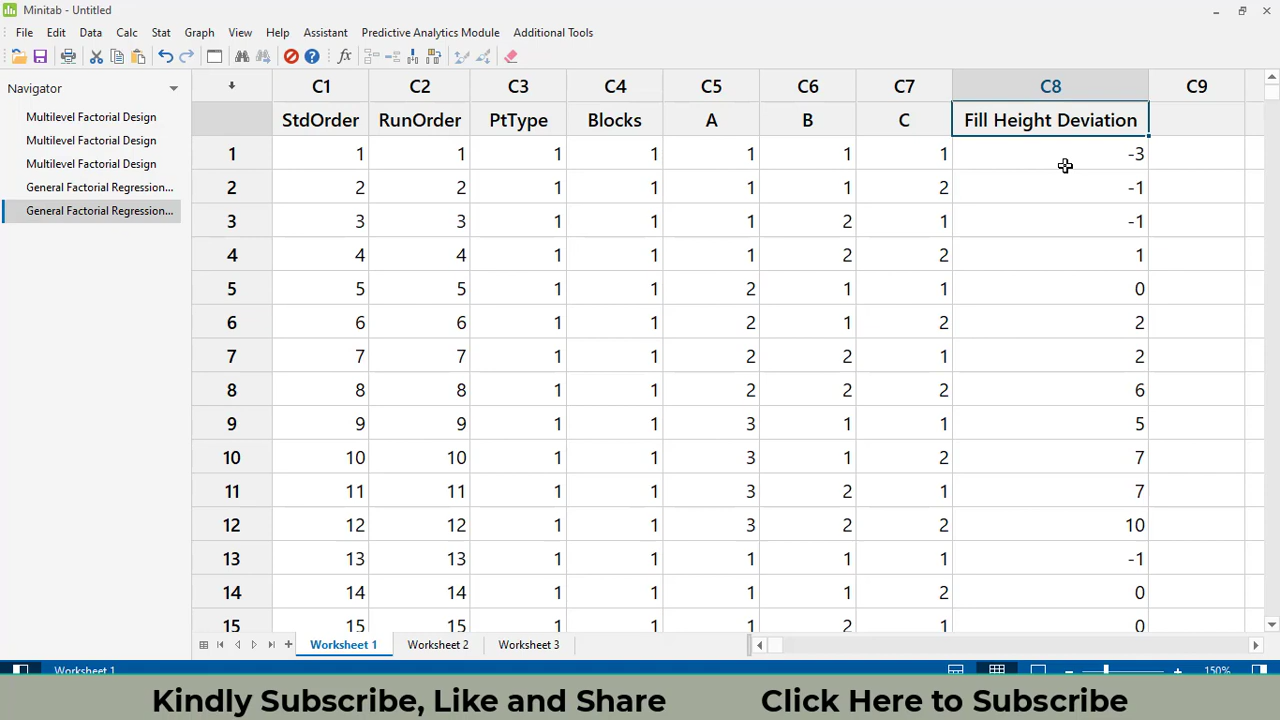 Minitab - Untitled
File Edit Data Calc Stat Graph View Help Assistant Predictive Analytics Module Additional Tools
Navigator
Multilevel Factorial Design
Multilevel Factorial Design
Multilevel Factorial Design
General Factorial Regression...
General Factorial Regression...
C1 C2 C3 C4 C5 C6 C7 C8 C9
StdOrder RunOrder PtType Blocks A B C Fill Height Deviation
1 1 1 1 1 1 1 1 -3
2 2 2 1 1 1 1 2 -1
3 3 3 1 1 1 2 1 -1
4 4 4 1 1 1 2 2 1
5 5 5 1 1 2 1 1 0
6 6 6 1 1 2 1 2 2
7 7 7 1 1 2 2 1 2
8 8 8 1 1 2 2 2 6
9 9 9 1 1 3 1 1 5
10 10 10 1 1 3 1 2 7
11 11 11 1 1 3 2 1 7
12 12 12 1 1 3 2 2 10
13 13 13 1 1 1 1 1 -1
14 14 14 1 1 1 1 2 0
15 15 15 1 1 1 2 1 0
Worksheet 1 Worksheet 2 Worksheet 3
Worksheet 1 150%
Kindly Subscribe, Like and Share Click Here to Subscribe